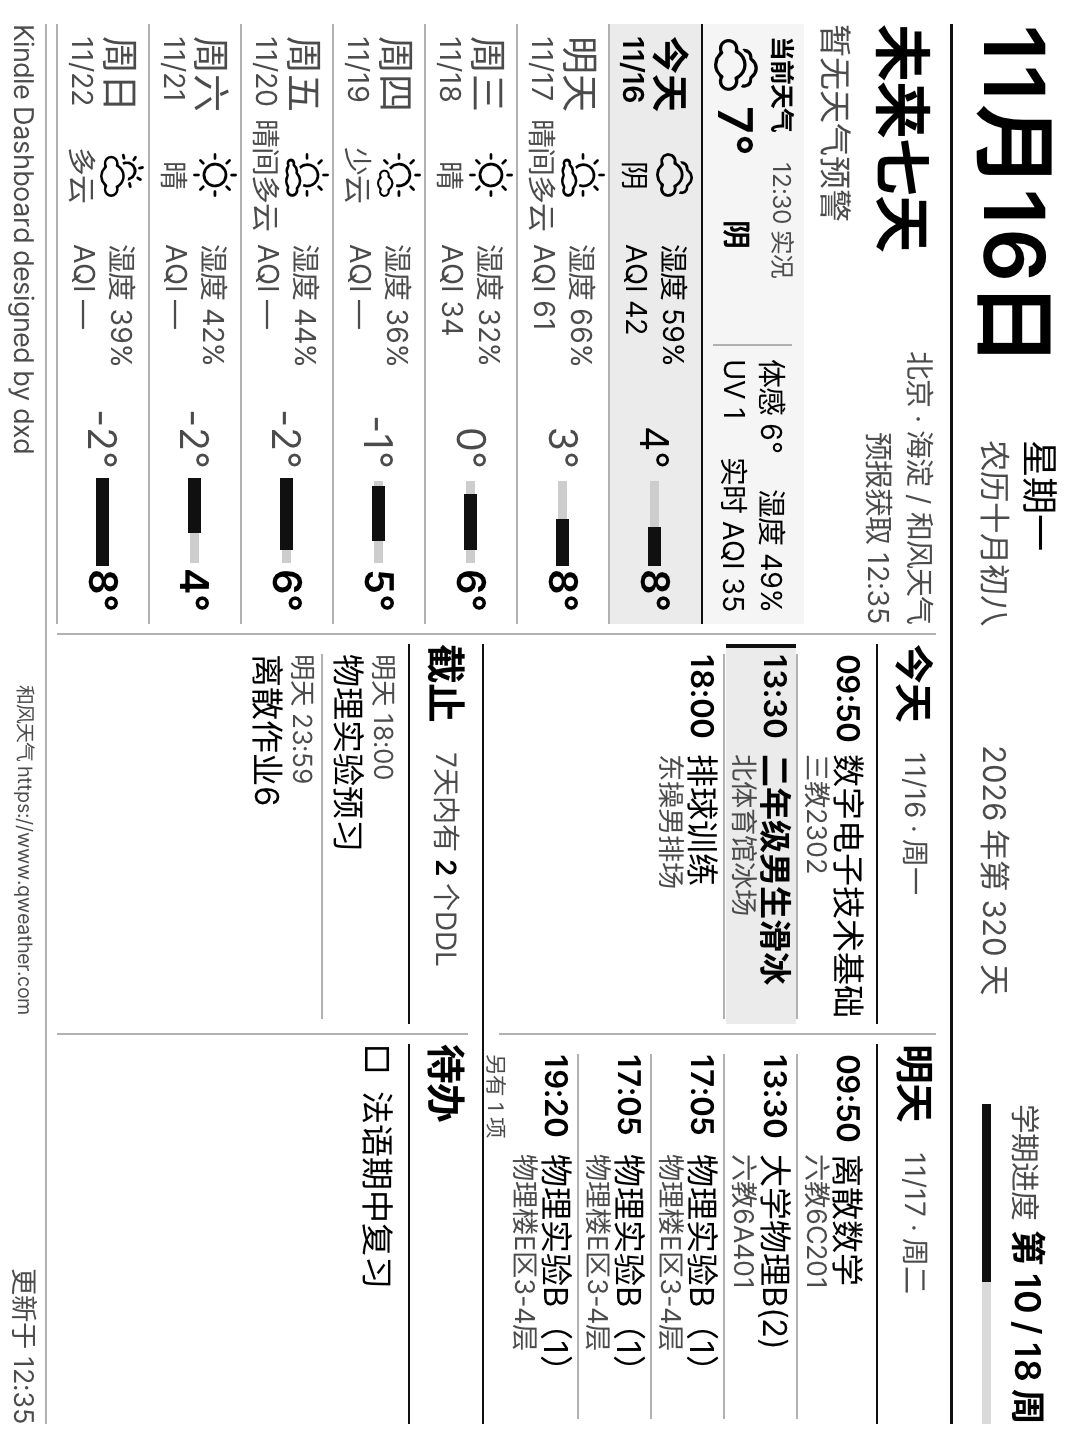 11月16日
星期一
农历十月初八
2026 年第 320 天
学期进度 第 10 / 18 周
未来七天
北京 · 海淀 / 和风天气
预报获取 12:35
暂无天气预警
当前天气 12:30 实况
7° 阴
体感 6° 湿度 49%
UV 1 实时 AQI 35
今天 湿度 59%
11/16 阴 AQI 42 4° 8°
明天 湿度 66%
11/17 晴间多云 AQI 61 3° 8°
周三 湿度 32%
11/18 晴 AQI 34 0° 6°
周四 湿度 36%
11/19 少云 AQI — -1° 5°
周五 湿度 44%
11/20 晴间多云 AQI — -2° 6°
周六 湿度 42%
11/21 晴 AQI — -2° 4°
周日 湿度 39%
11/22 多云 AQI — -2° 8°
今天 11/16 · 周一
09:50 数字电子技术基础
三教2302
13:30 二年级男生滑冰
北体育馆冰场
18:00 排球训练
东操男排场
明天 11/17 · 周二
09:50 离散数学
六教6C201
13:30 大学物理B(2)
六教6A401
17:05 物理实验B（1）
物理楼E区3-4层
17:05 物理实验B（1）
物理楼E区3-4层
19:20 物理实验B（1）
物理楼E区3-4层
另有 1 项
截止 7天内有 2 个DDL
明天 18:00
物理实验预习
明天 23:59
离散作业6
待办
法语期中复习
Kindle Dashboard designed by dxd
和风天气 https://www.qweather.com
更新于 12:35